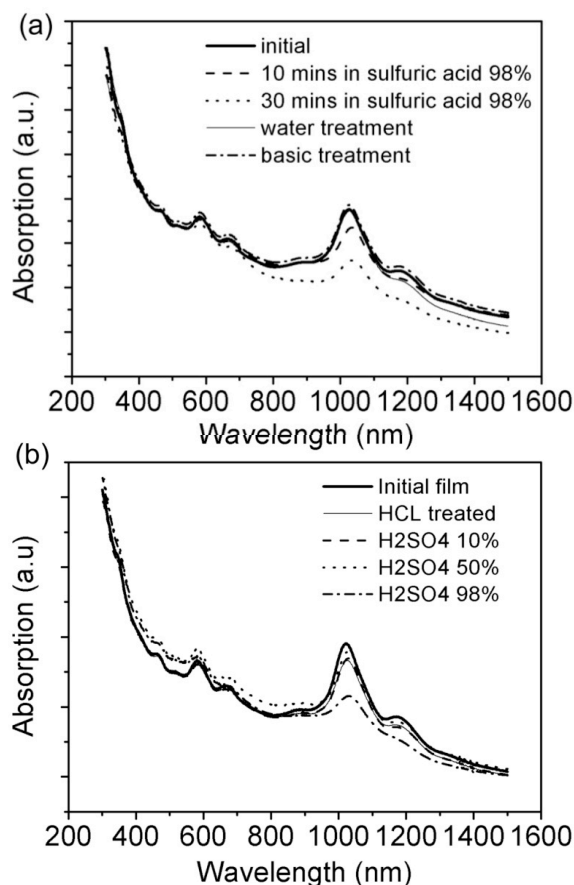 (a)
initial
10 mins in sulfuric acid 98%
30 mins in sulfuric acid 98%
water treatment
basic treatment
Absorption (a.u.)
200 400 600 800 1000 1200 1400 1600
Wavelength (nm)
(b)
Initial film
HCL treated
H2SO4 10%
H2SO4 50%
H2SO4 98%
Absorption (a.u)
200 400 600 800 1000 1200 1400 1600
Wavelength (nm)